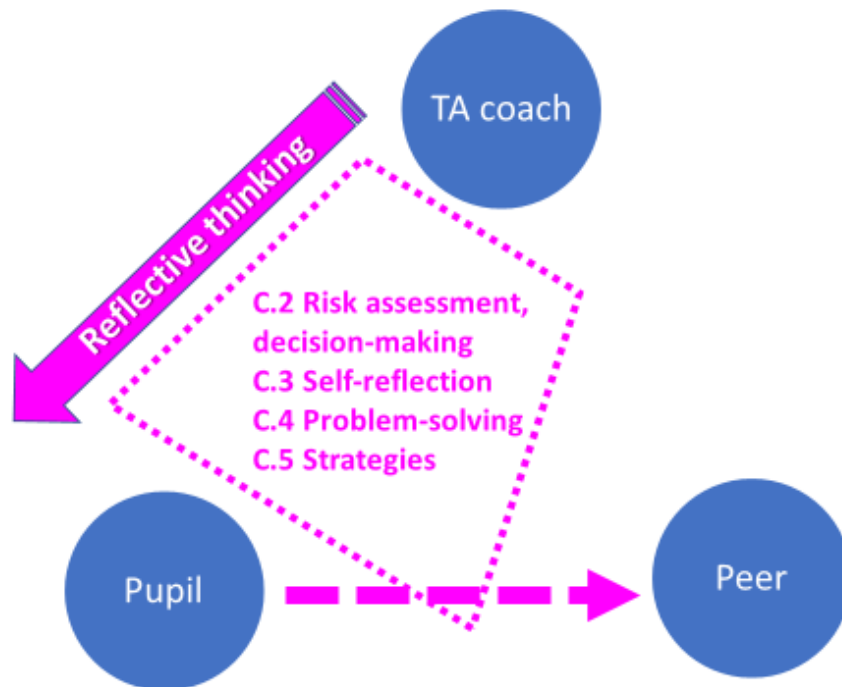 TA coach
Reflective thinking
C.2 Risk assessment,
decision-making
C.3 Self-reflection
C.4 Problem-solving
C.5 Strategies
Pupil
Peer